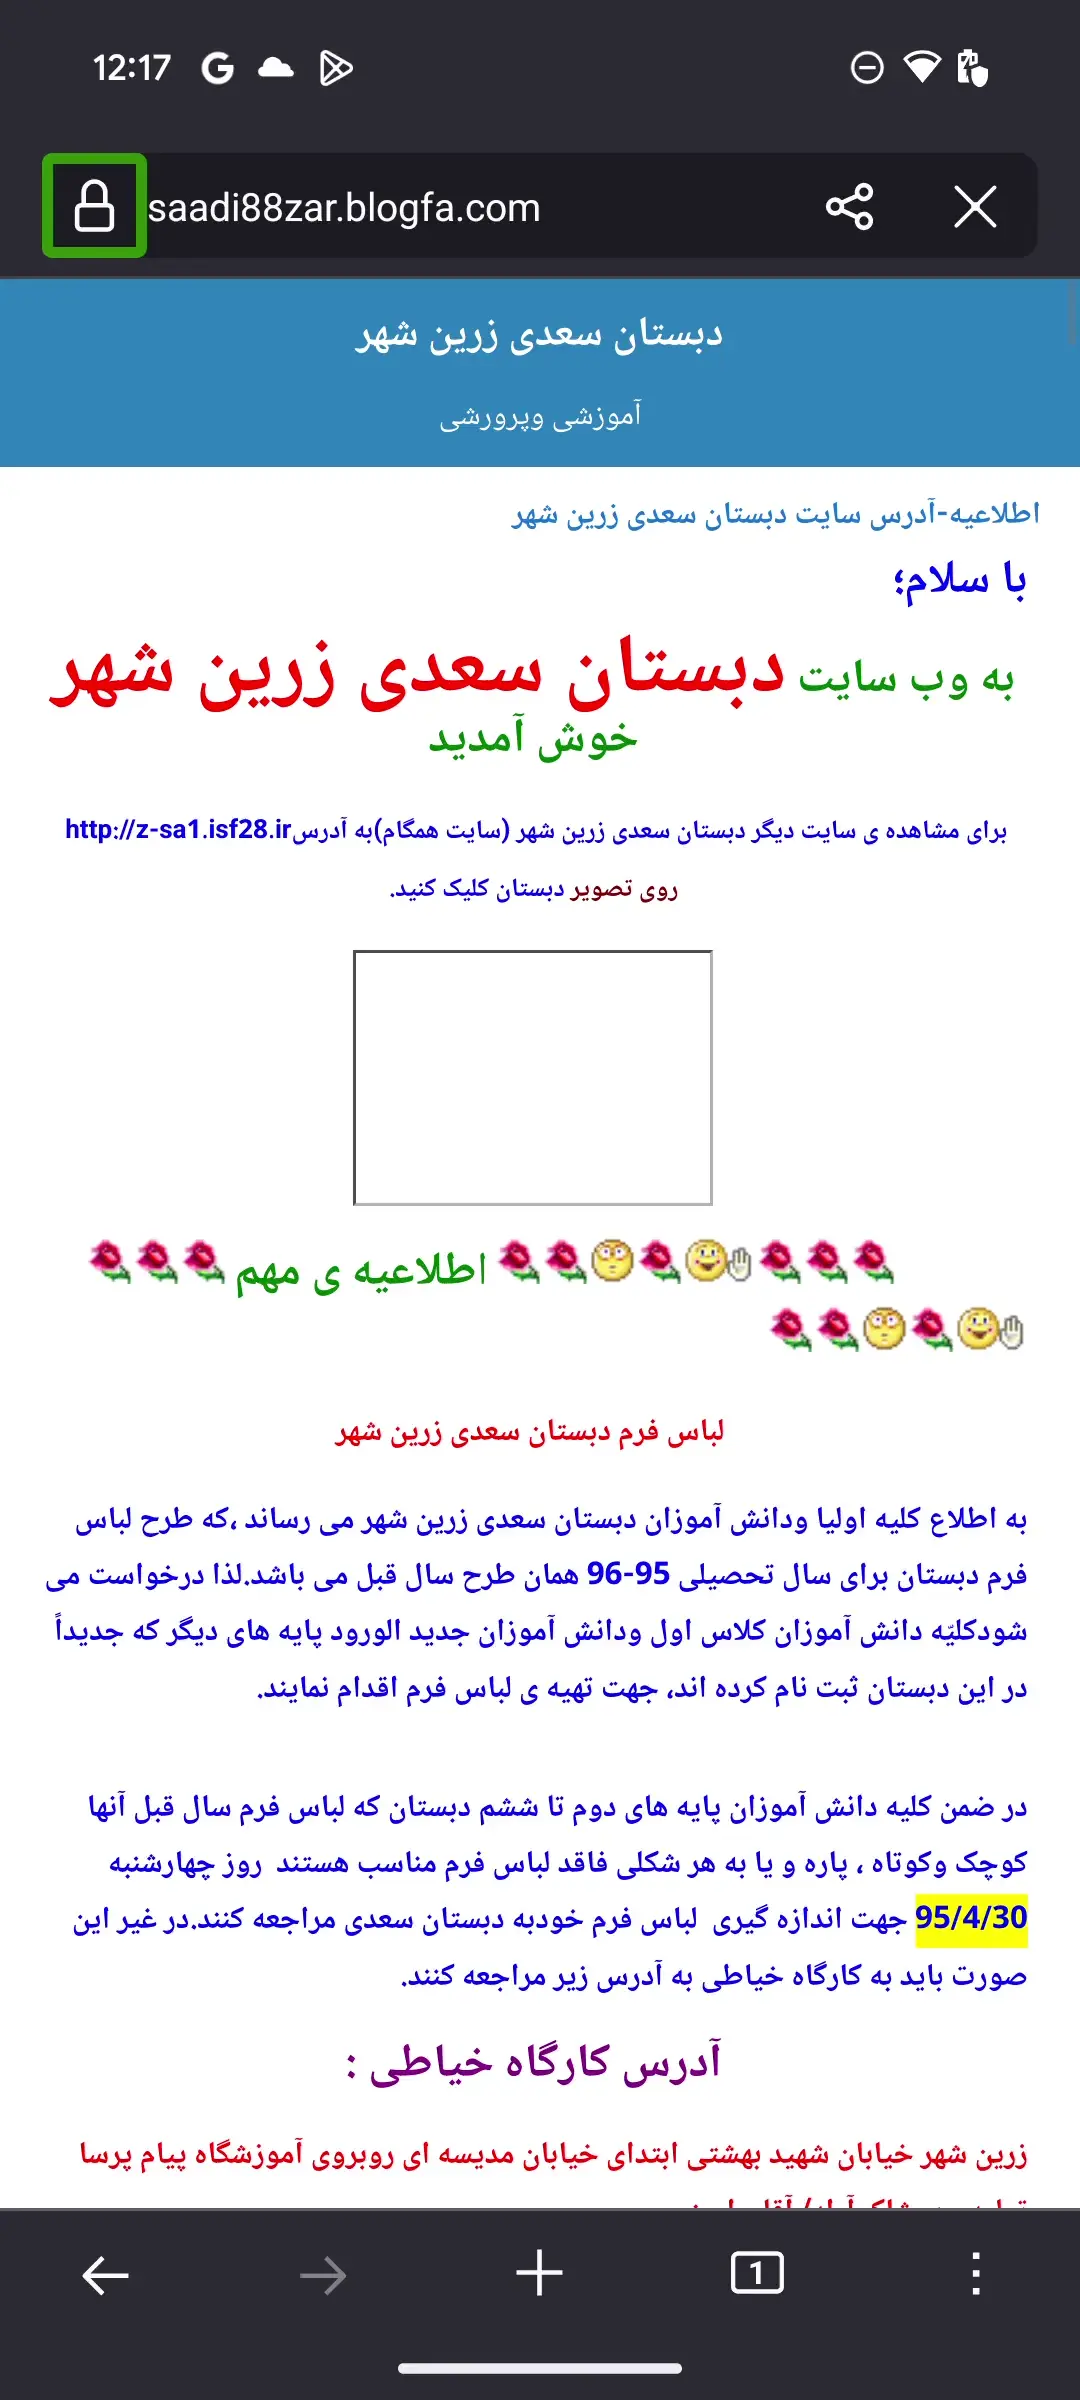 12:17
saadi88zar.blogfa.com
دبستان سعدی زرین شهر
آموزشی وپرورشی
اطلاعیه-آدرس سایت دبستان سعدی زرین شهر
با سلام؛
به وب سایت دبستان سعدی زرین شهر
خوش آمدید
برای مشاهده ی سایت دیگر دبستان سعدی زرین شهر (سایت همگام)به آدرسhttp://z-sa1.isf28.ir
روی تصویر دبستان کلیک کنید.
اطلاعیه ی مهم
لباس فرم دبستان سعدی زرین شهر
به اطلاع کلیه اولیا ودانش آموزان دبستان سعدی زرین شهر می رساند ،که طرح لباس
فرم دبستان برای سال تحصیلی 95-96 همان طرح سال قبل می باشد.لذا درخواست می
شودکلیّه دانش آموزان کلاس اول ودانش آموزان جدید الورود پایه های دیگر که جدیداً
در این دبستان ثبت نام کرده اند، جهت تهیه ی لباس فرم اقدام نمایند.
در ضمن کلیه دانش آموزان پایه های دوم تا ششم دبستان که لباس فرم سال قبل آنها
کوچک وکوتاه ، پاره و یا به هر شکلی فاقد لباس فرم مناسب هستند روز چهارشنبه
95/4/30 جهت اندازه گیری لباس فرم خودبه دبستان سعدی مراجعه کنند.در غیر این
صورت باید به کارگاه خیاطی به آدرس زیر مراجعه کنند.
آدرس کارگاه خیاطی :
زرین شهر خیابان شهید بهشتی ابتدای خیابان مدیسه ای روبروی آموزشگاه پیام پرسا
1